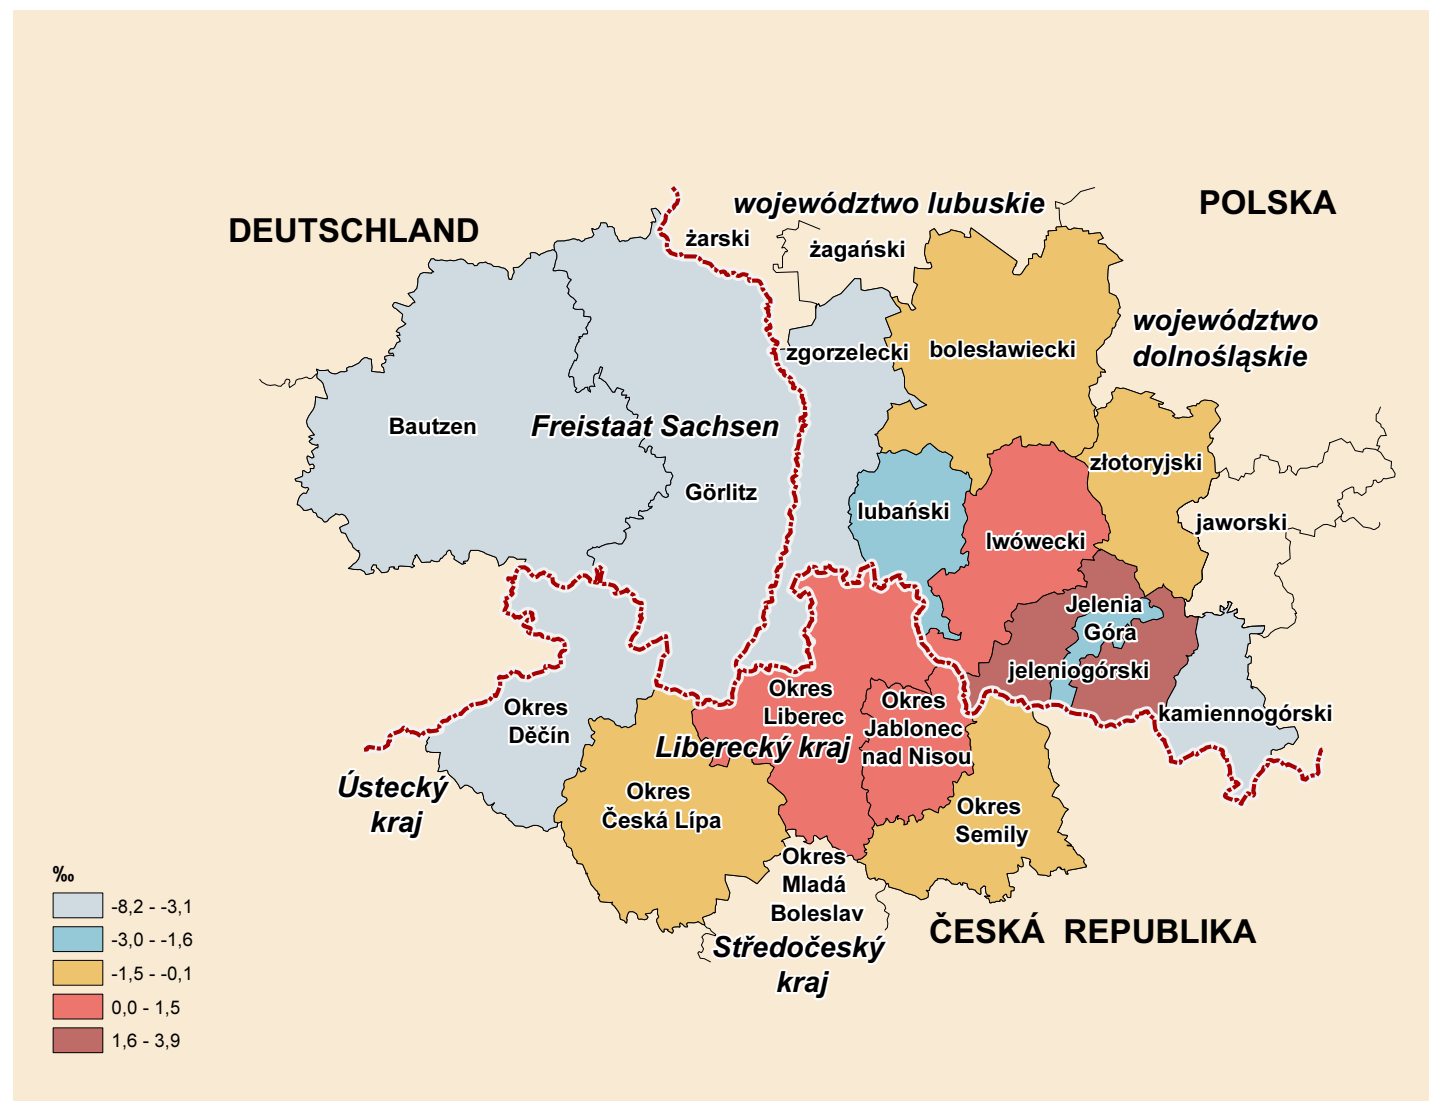 DEUTSCHLAND
POLSKA
województwo lubuskie
żarski
żagański
województwo
dolnośląskie
zgorzelecki
bolesławiecki
Bautzen
Freistaat Sachsen
Görlitz
złotoryjski
lubański
lwówecki
jaworski
Jelenia
Góra
jeleniogórski
kamiennogórski
Okres
Děčín
Okres
Liberec
Okres
Jablonec
nad Nisou
Liberecký kraj
Ústecký
kraj
Okres
Česká Lípa
Okres
Semily
Okres
Mladá
Boleslav
Středočeský
kraj
ČESKÁ REPUBLIKA
‰
-8,2 - -3,1
-3,0 - -1,6
-1,5 - -0,1
0,0 - 1,5
1,6 - 3,9